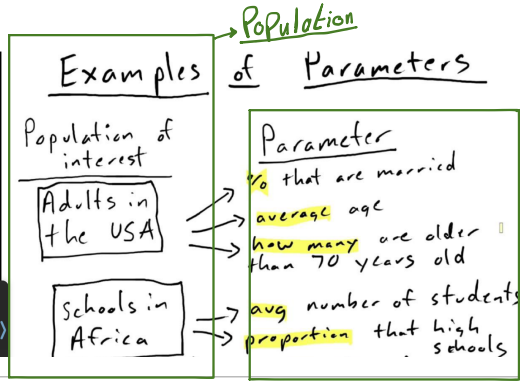 Population
Examples of Parameters
Population of
interest
Adults in
the USA
Schools in
Africa
Parameter
% that are married
average age
how many are older
than 70 years old
avg number of students
proportion that high
schools